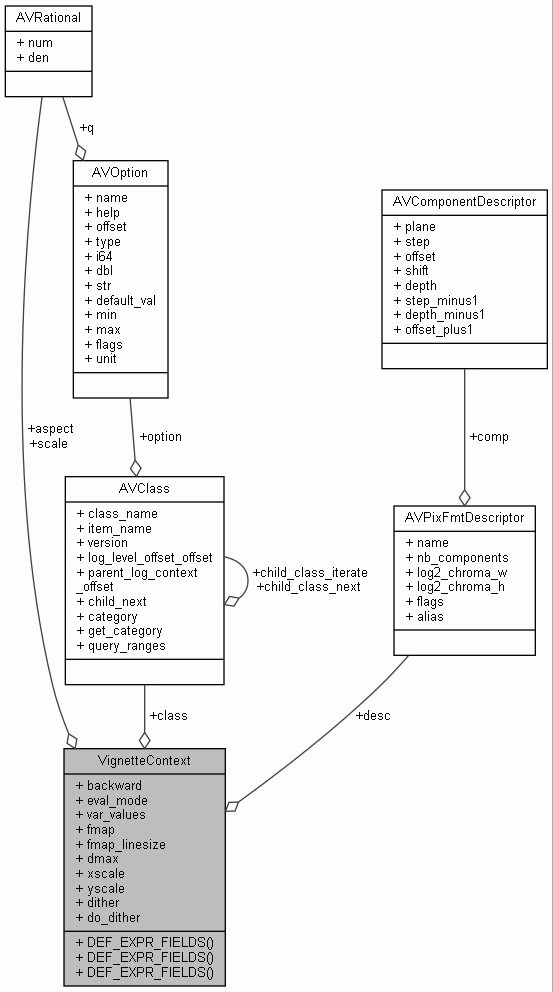 AVRational
+ num
+ den
+q
AVOption
+ name
+ help
+ offset
+ type
+ i64
+ dbl
+ str
+ default_val
+ min
+ max
+ flags
+ unit
AVComponentDescriptor
+ plane
+ step
+ offset
+ shift
+ depth
+ step_minus1
+ depth_minus1
+ offset_plus1
+aspect
+scale
+option
+comp
AVClass
+ class_name
+ item_name
+ version
+ log_level_offset_offset
+ parent_log_context
_offset
+ child_next
+ category
+ get_category
+ query_ranges
+child_class_iterate
+child_class_next
AVPixFmtDescriptor
+ name
+ nb_components
+ log2_chroma_w
+ log2_chroma_h
+ flags
+ alias
+class
+desc
VignetteContext
+ backward
+ eval_mode
+ var_values
+ fmap
+ fmap_linesize
+ dmax
+ xscale
+ yscale
+ dither
+ do_dither
+ DEF_EXPR_FIELDS()
+ DEF_EXPR_FIELDS()
+ DEF_EXPR_FIELDS()